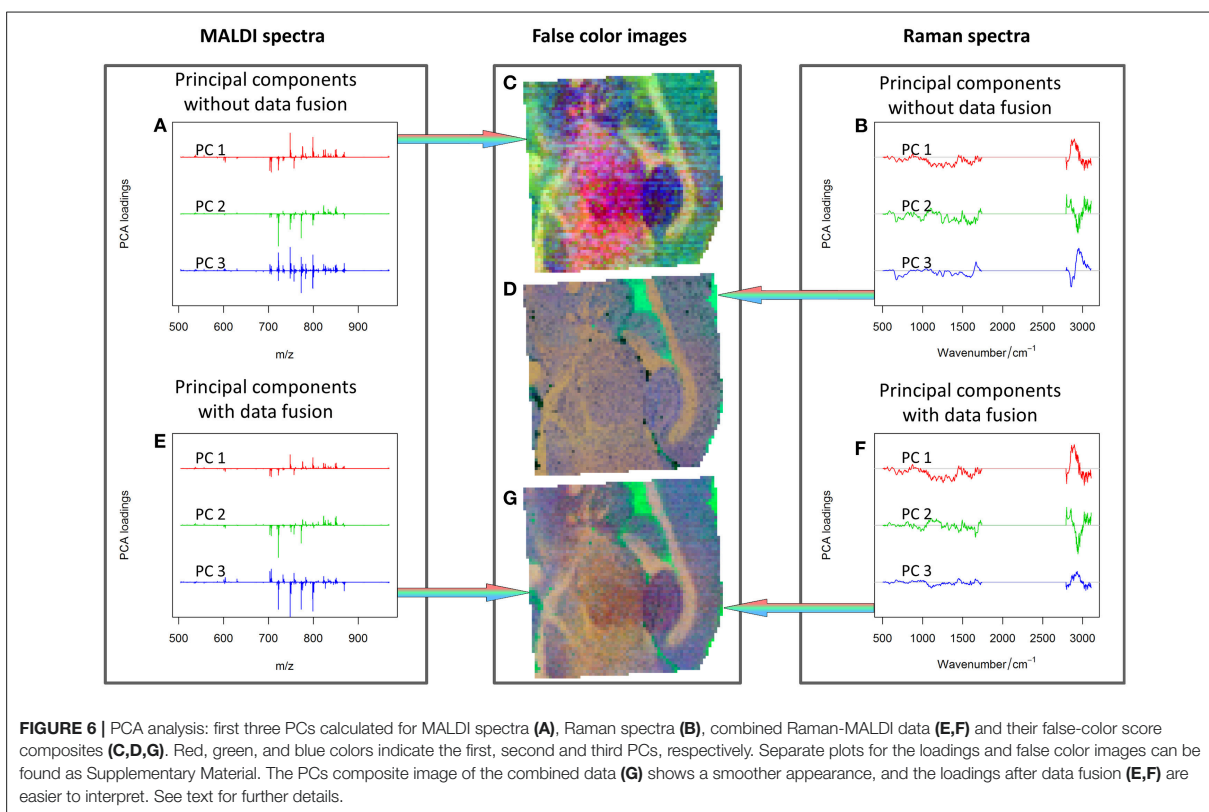 MALDI spectra
False color images
Raman spectra
Principal components
without data fusion
A
PC 1
PC 2
PC 3
PCA loadings
500 600 700 800 900
m/z
Principal components
with data fusion
E
PC 1
PC 2
PC 3
PCA loadings
500 600 700 800 900
m/z
C
D
G
Principal components
without data fusion
B
PC 1
PC 2
PC 3
PCA loadings
500 1000 1500 2000 2500 3000
Wavenumber/cm⁻¹
Principal components
with data fusion
F
PC 1
PC 2
PC 3
PCA loadings
500 1000 1500 2000 2500 3000
Wavenumber/cm⁻¹
FIGURE 6 | PCA analysis: first three PCs calculated for MALDI spectra (A), Raman spectra (B), combined Raman-MALDI data (E,F) and their false-color score
composites (C,D,G). Red, green, and blue colors indicate the first, second and third PCs, respectively. Separate plots for the loadings and false color images can be
found as Supplementary Material. The PCs composite image of the combined data (G) shows a smoother appearance, and the loadings after data fusion (E,F) are
easier to interpret. See text for further details.